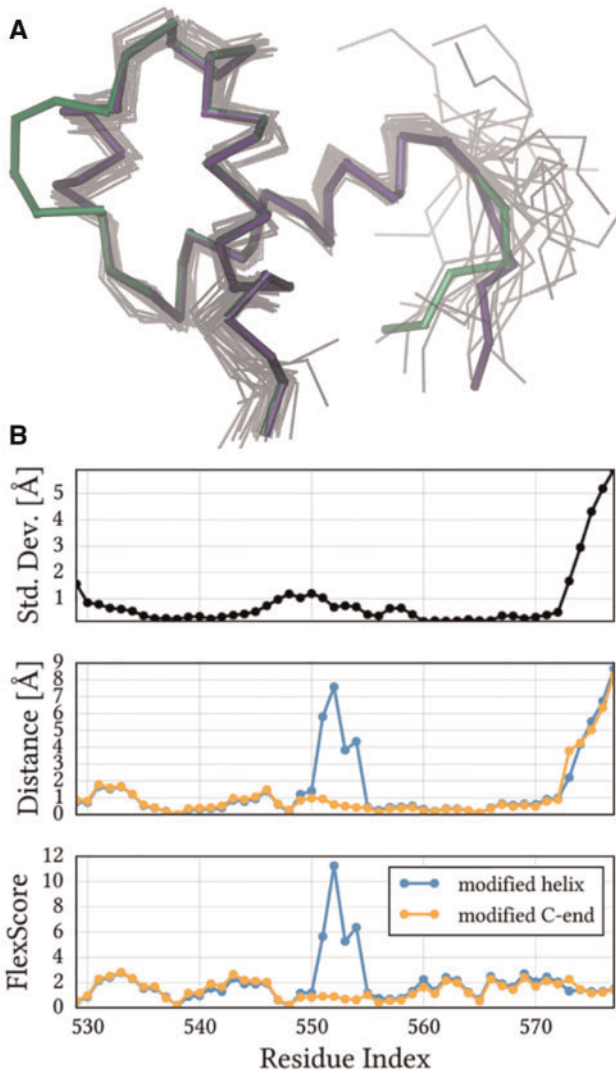 A
B
Std. Dev. [Å]
5
4
3
2
1
Distance [Å]
9
8
7
6
5
4
3
2
1
0
FlexScore
12
10
8
6
4
2
0
modified helix
modified C-end
530 540 550 560 570
Residue Index